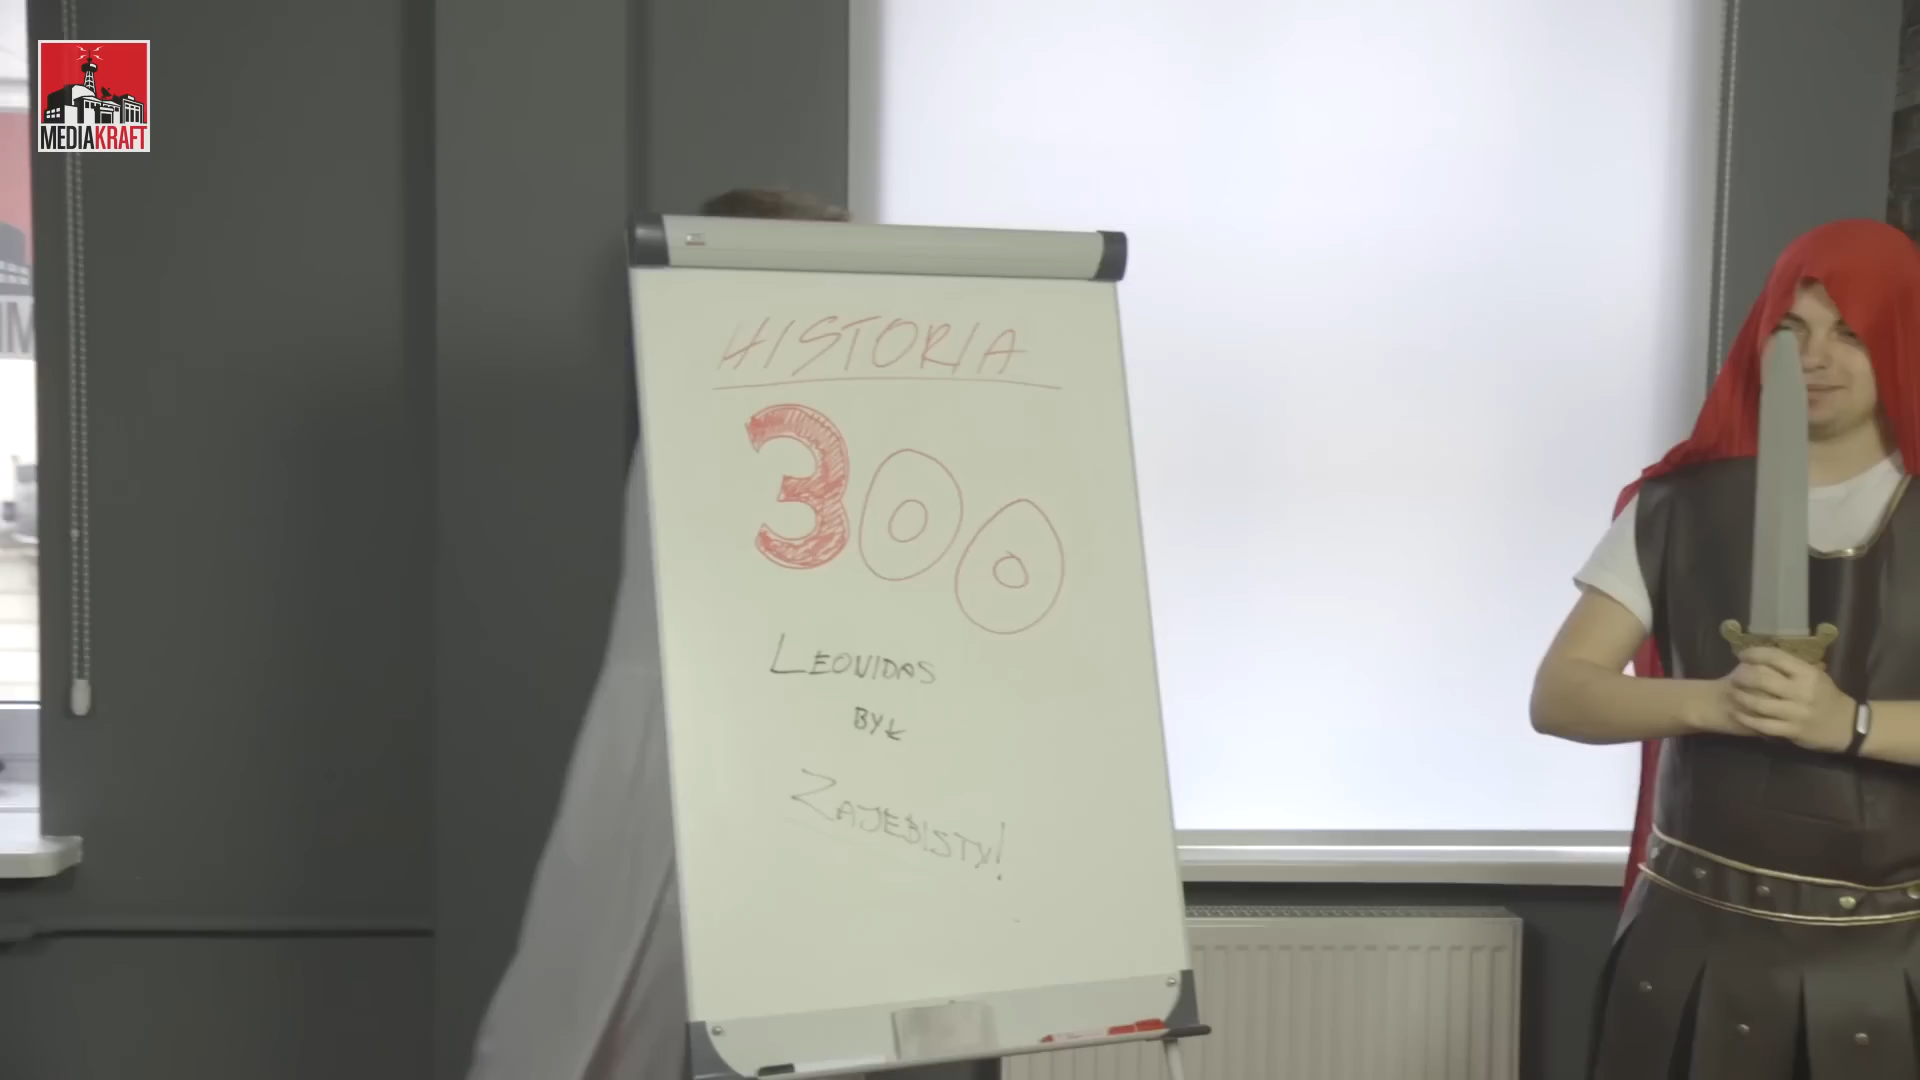 MEDIAKRAFT
HISTORIA
300
LEONIDAS
BYŁ
ZAJEBISTY!